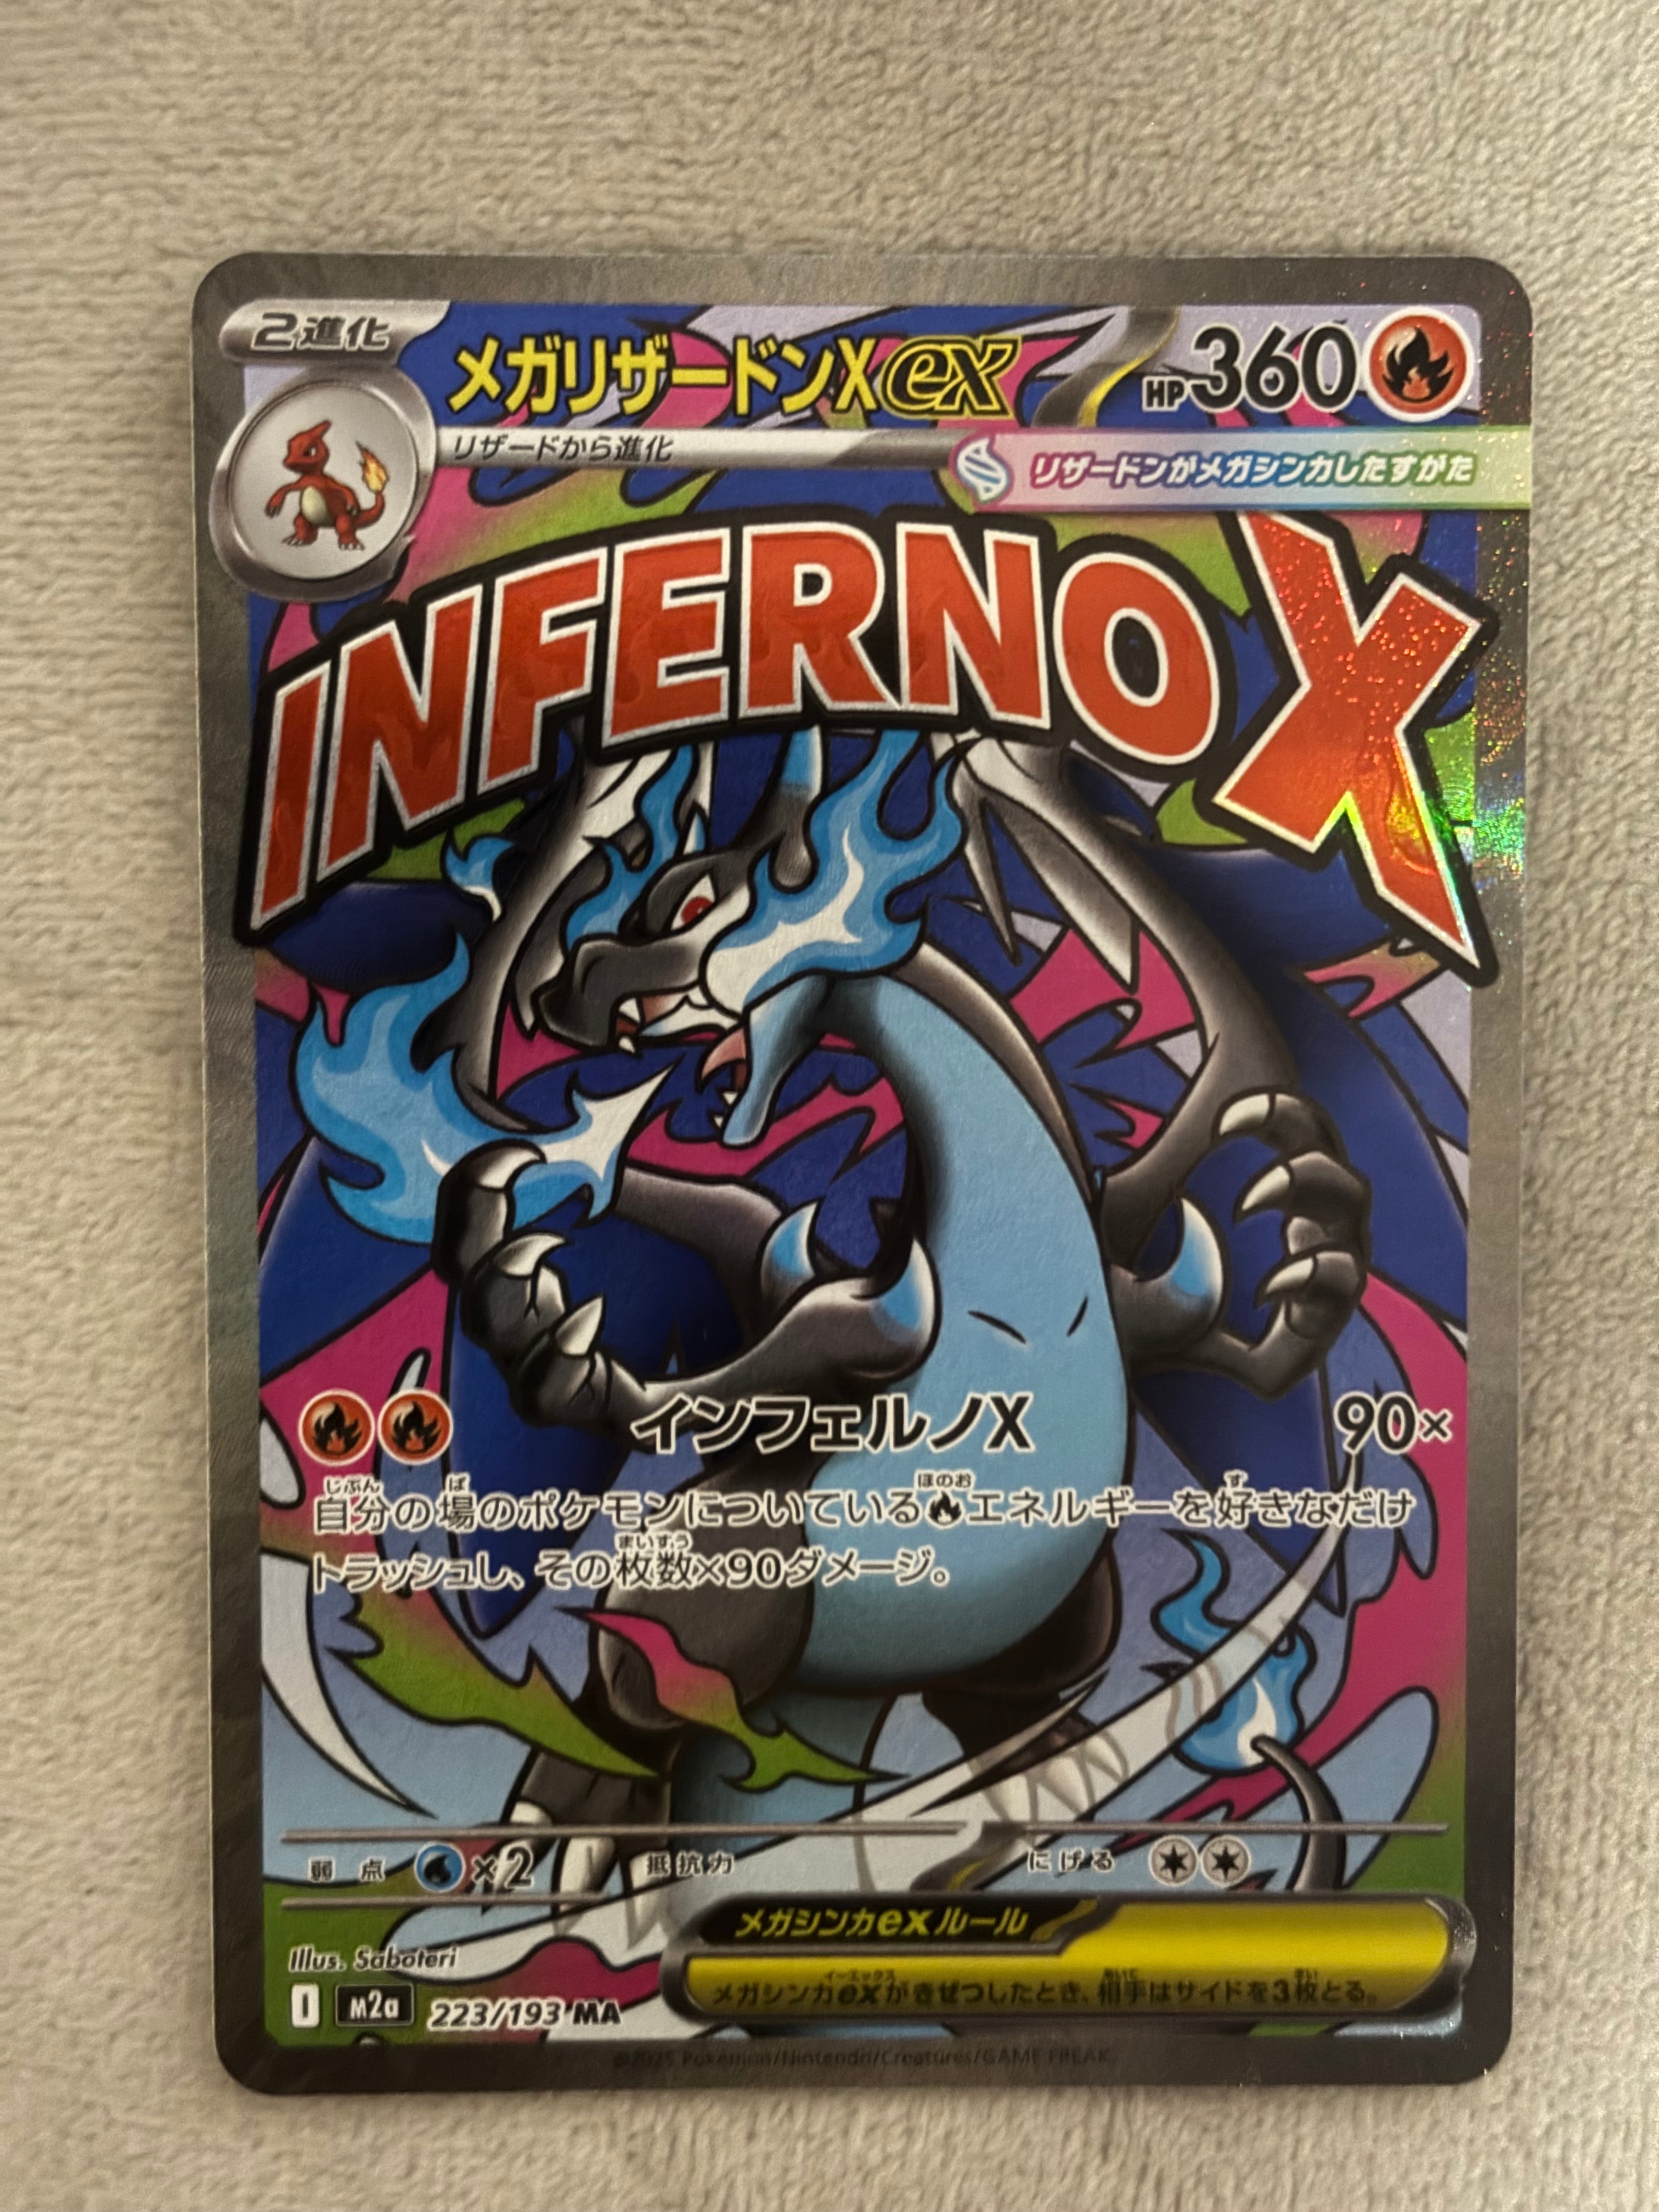 2進化
メガリザードンXex
HP360
リザードから進化
リザードンがメガシンカしたすがた
INFERNO X
インフェルノX 90×
自分の場のポケモンについているエネルギーを好きなだけ
トラッシュし、その枚数×90ダメージ。
弱点 ×2 抵抗力 にげる
メガシンカexルール
メガシンカexがきぜつしたとき、相手はサイドを3枚とる。
Illus. Saboteri
I m2a 223/193 MA
©2025 Pokémon/Nintendo/Creatures/GAME FREAK